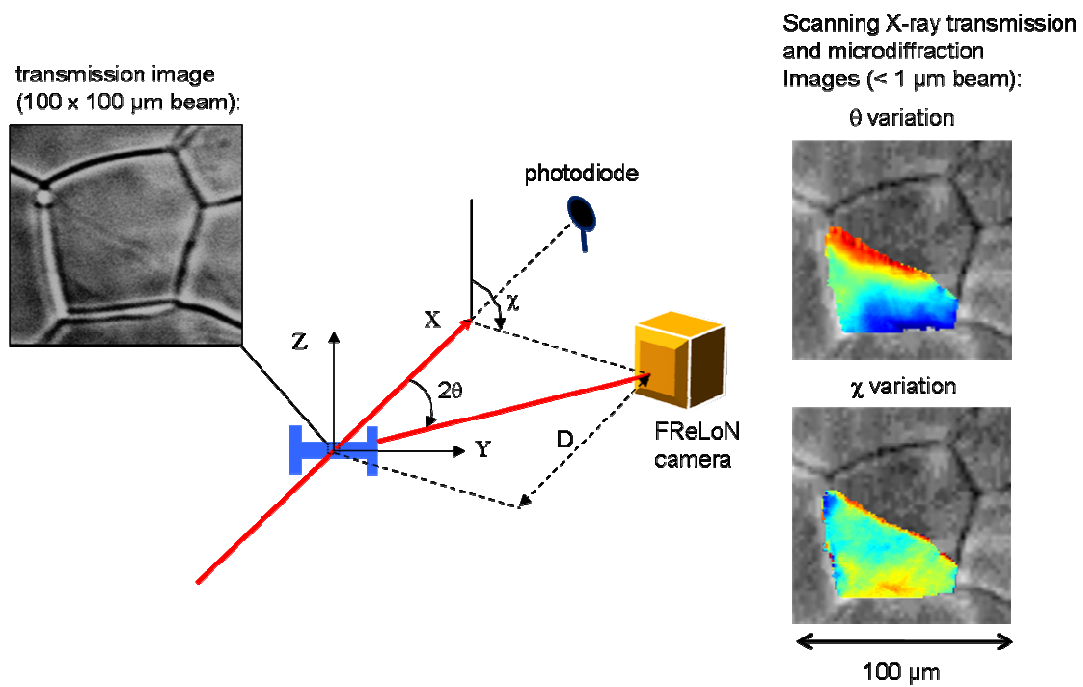 transmission image
(100 x 100 µm beam):
Scanning X-ray transmission
and microdiffraction
Images (< 1 µm beam):
θ variation
photodiode
χ
X
Z
2θ
Y
D
FReLoN
camera
χ variation
100 µm